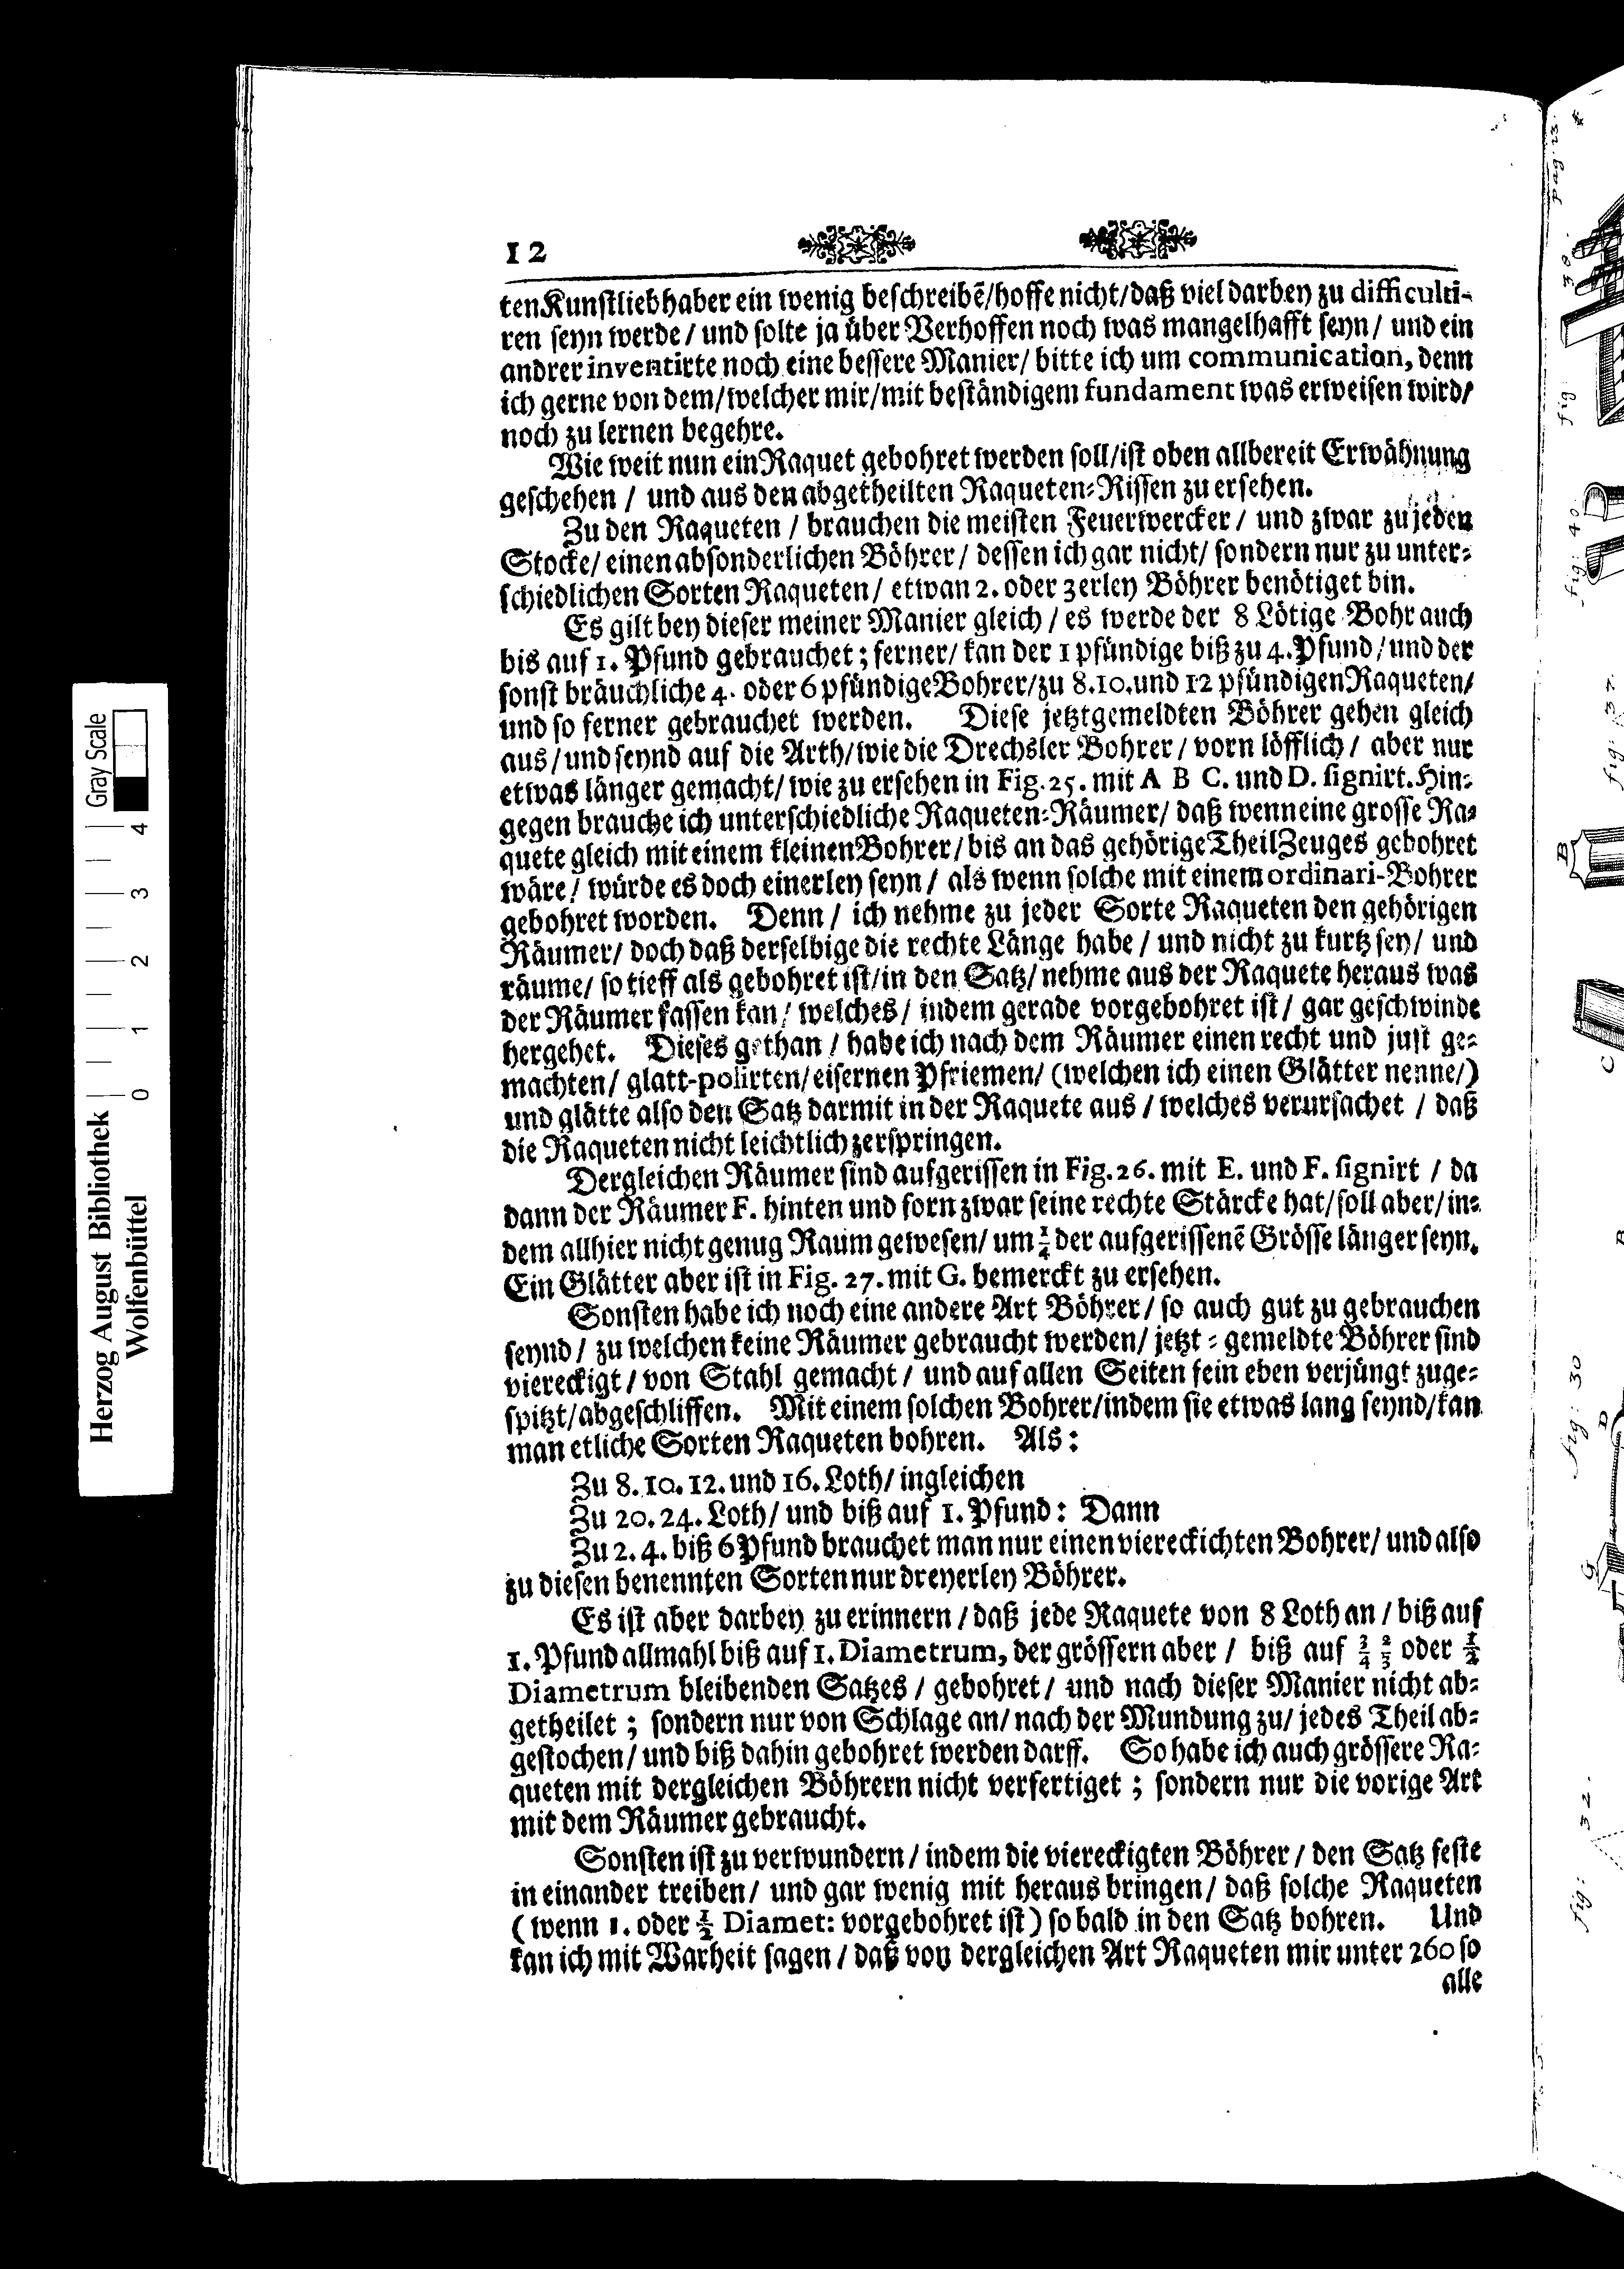 12
ten Kunstliebhaber ein wenig beschreibẽ/hoffe nicht/daß viel darbey zu difficulti-
ren seyn werde / und solte ja über Verhoffen noch was mangelhafft seyn / und ein
andrer inventirte noch eine bessere Manier / bitte ich um communication, denn
ich gerne von dem/welcher mir/mit beständigem fundament was erweisen wird/
noch zu lernen begehre.
Wie weit nun ein Raquet gebohret werden soll/ist oben allbereit Erwähnung
geschehen / und aus den abgetheilten Raqueten-Rissen zu ersehen.
Zu den Raqueten / brauchen die meisten Feuerwercker / und zwar zu jeden
Stocke/ einen absonderlichen Böhrer / dessen ich gar nicht/ sondern nur zu unter-
schiedlichen Sorten Raqueten / etwan 2. oder 3erley Böhrer benötiget bin.
Es gilt bey dieser meiner Manier gleich / es werde der 8 Lötige Bohr auch
bis auf 1. Pfund gebrauchet ; ferner/ kan der 1 pfündige biß zu 4. Pfund / und der
sonst bräuchliche 4. oder 6 pfündige Bohrer/zu 8.10. und 12 pfündigen Raqueten/
und so ferner gebrauchet werden. Diese jetztgemeldten Böhrer gehen gleich
aus / und seynd auf die Arth/wie die Drechsler Bohrer / vorn löfflich / aber nur
etwas länger gemacht/ wie zu ersehen in Fig. 25. mit A B C. und D. signirt. Hin-
gegen brauche ich unterschiedliche Raqueten-Räumer/ daß wenn eine grosse Ra-
quete gleich mit einem kleinen Bohrer / bis an das gehörige Theil Zeuges gebohret
wäre / würde es doch einerley seyn / als wenn solche mit einem ordinari-Bohrer
gebohret worden. Denn / ich nehme zu jeder Sorte Raqueten den gehörigen
Räumer/ doch daß derselbige die rechte Länge habe / und nicht zu kurtz sey / und
räume/ so tieff als gebohret ist/in den Satz/ nehme aus der Raquete heraus was
der Räumer fassen kan / welches / indem gerade vorgebohret ist / gar geschwinde
hergehet. Dieses gethan / habe ich nach dem Räumer einen recht und just ge-
machten / glatt-polirten/ eisernen Pfriemen/ (welchen ich einen Glätter nenne/)
und glätte also den Satz darmit in der Raquete aus / welches verursachet / daß
die Raqueten nicht leichtlich zerspringen.
Dergleichen Räumer sind aufgerissen in Fig. 26. mit E. und F. signirt / da
dann der Räumer F. hinten und forn zwar seine rechte Stärcke hat/soll aber/in-
dem allhier nicht genug Raum gewesen/ um ¾ der aufgerissenẽ Grösse länger seyn.
Ein Glätter aber ist in Fig. 27. mit G. bemerckt zu ersehen.
Sonsten habe ich noch eine andere Art Böhrer / so auch gut zu gebrauchen
seynd / zu welchen keine Räumer gebraucht werden/ jetzt-gemeldte Böhrer sind
viereckigt / von Stahl gemacht / und auf allen Seiten fein eben verjüngt zuge-
spitzt/abgeschliffen. Mit einem solchen Bohrer/indem sie etwas lang seynd/kan
man etliche Sorten Raqueten bohren. Als :
Zu 8. 10. 12. und 16. Loth/ ingleichen
Zu 20. 24. Loth/ und biß auf 1. Pfund : Dann
Zu 2. 4. biß 6 Pfund brauchet man nur einen viereckichten Bohrer/ und also
zu diesen benennten Sorten nur dreyerley Böhrer.
Es ist aber darbey zu erinnern / daß jede Raquete von 8 Loth an / biß auf
1. Pfund allmahl biß auf 1. Diametrum, der grössern aber / biß auf ¾ ⅔ oder ½
Diametrum bleibenden Satzes / gebohret / und nach dieser Manier nicht ab-
getheilet ; sondern nur von Schlage an/ nach der Mundung zu/ jedes Theil ab-
gestochen / und biß dahin gebohret werden darff. So habe ich auch grössere Ra-
queten mit dergleichen Böhrern nicht verfertiget ; sondern nur die vorige Art
mit dem Räumer gebraucht.
Sonsten ist zu verwundern / indem die viereckigten Böhrer / den Satz feste
in einander treiben / und gar wenig mit heraus bringen / daß solche Raqueten
( wenn 1. oder ½ Diamet: vorgebohret ist ) so bald in den Satz bohren. Und
kan ich mit Warheit sagen / daß von dergleichen Art Raqueten mir unter 260 so
alle
Herzog August Bibliothek
Wolfenbüttel
Gray Scale
0 1 2 3 4
pag. 23.
fig 38.
fig: 40
fig: 37.
B
C
fig: 30
D
G
fig: 32.